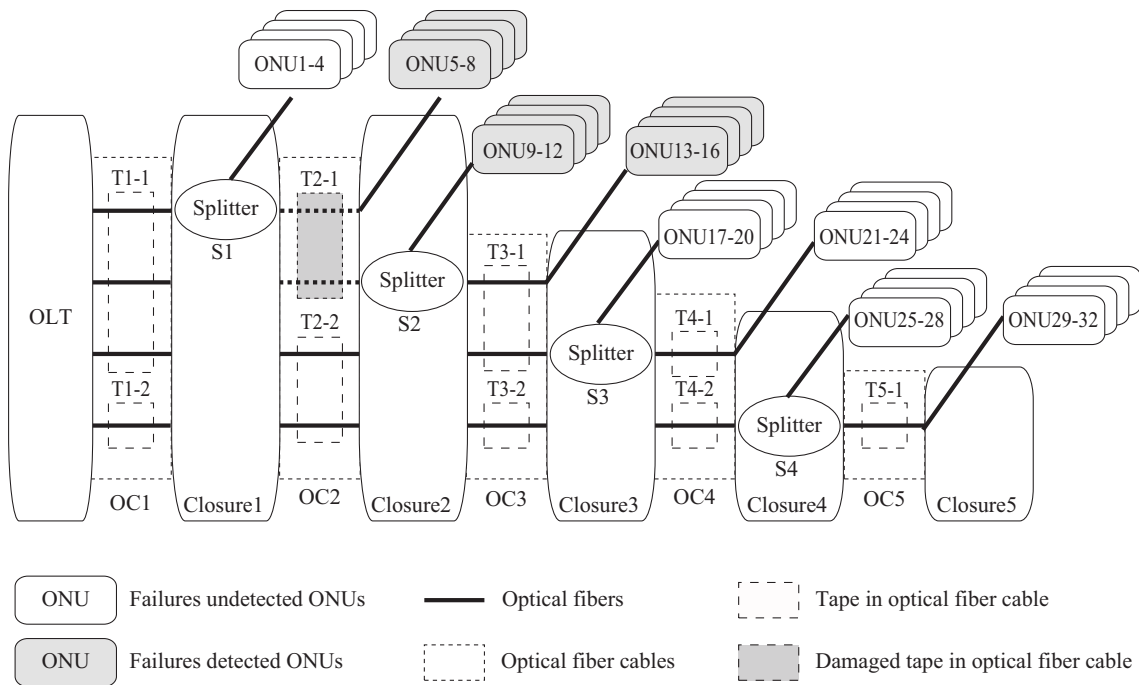 ONU1-4
ONU5-8
ONU9-12
ONU13-16
T1-1
T2-1
Splitter
S1
ONU17-20
ONU21-24
T3-1
Splitter
S2
OLT
T2-2
ONU25-28
ONU29-32
T4-1
Splitter
S3
T1-2
T3-2
T4-2
T5-1
Splitter
S4
OC1
Closure1
OC2
Closure2
OC3
Closure3
OC4
Closure4
OC5
Closure5
ONU Failures undetected ONUs
Optical fibers
Tape in optical fiber cable
ONU Failures detected ONUs
Optical fiber cables
Damaged tape in optical fiber cable